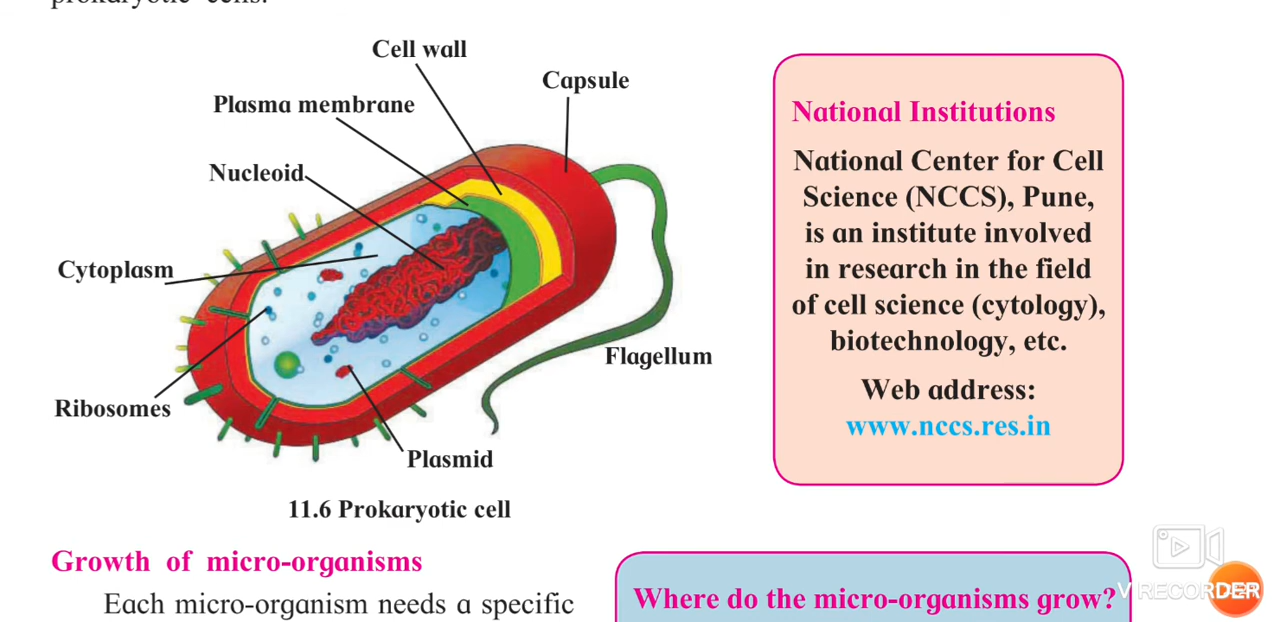 prokaryotic cells.
Cell wall
Capsule
Plasma membrane
Nucleoid
Cytoplasm
Ribosomes
Flagellum
Plasmid
11.6 Prokaryotic cell
National Institutions
National Center for Cell
Science (NCCS), Pune,
is an institute involved
in research in the field
of cell science (cytology),
biotechnology, etc.
Web address:
www.nccs.res.in
Growth of micro-organisms
Each micro-organism needs a specific
Where do the micro-organisms grow?
V RECORDER